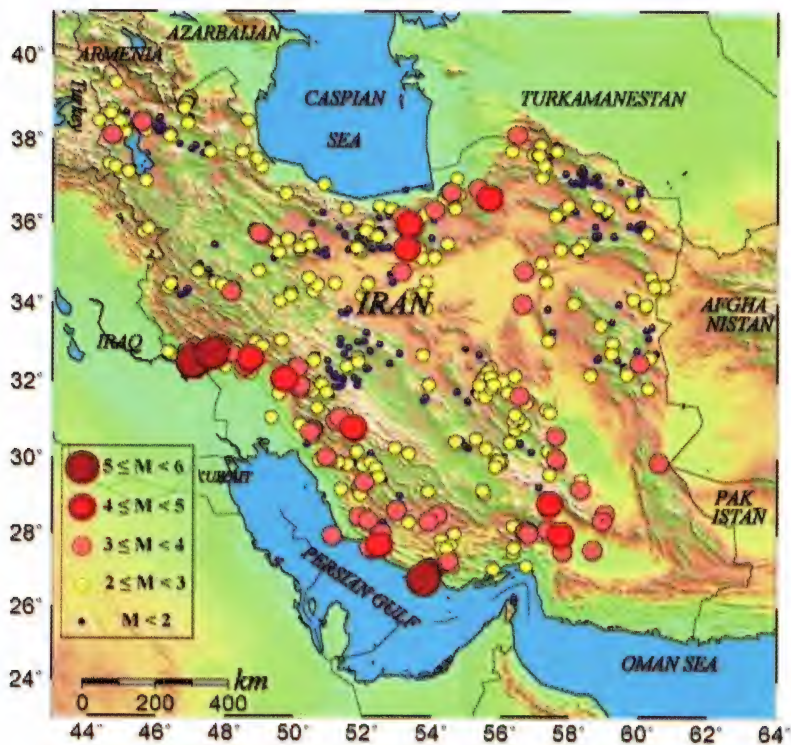 AZARBAIJAN
ARMENIA
Turkey
CASPIAN
SEA
TURKAMANESTAN
IRAN
AFGHA
NISTAN
IRAQ
KUWAIT
PAK
ISTAN
PERSIAN GULF
OMAN SEA
5 ≤ M < 6
4 ≤ M < 5
3 ≤ M < 4
2 ≤ M < 3
M < 2
km
0 200 400
40°
38°
36°
34°
32°
30°
28°
26°
24°
44° 46° 48° 50° 52° 54° 56° 58° 60° 62° 64°